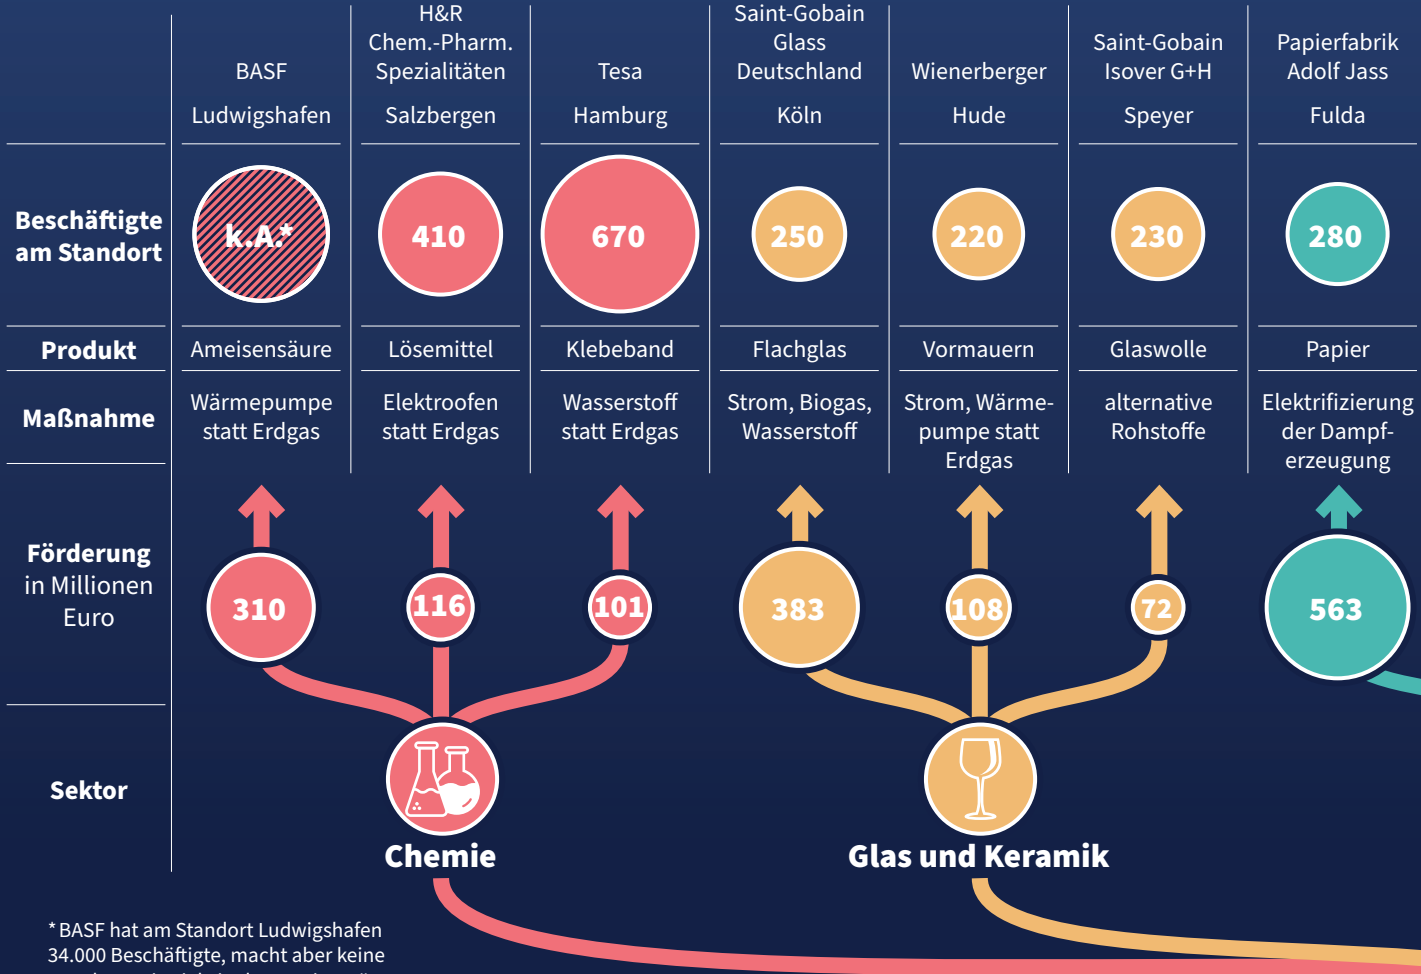 BASF
Ludwigshafen
H&R
Chem.-Pharm.
Spezialitäten
Salzbergen
Tesa
Hamburg
Saint-Gobain
Glass
Deutschland
Köln
Wienerberger
Hude
Saint-Gobain
Isover G+H
Speyer
Papierfabrik
Adolf Jass
Fulda
Beschäftigte
am Standort
k.A.*
410
670
250
220
230
280
Produkt
Ameisensäure
Lösemittel
Klebeband
Flachglas
Vormauern
Glaswolle
Papier
Maßnahme
Wärmepumpe
statt Erdgas
Elektroofen
statt Erdgas
Wasserstoff
statt Erdgas
Strom, Biogas,
Wasserstoff
Strom, Wärme-
pumpe statt
Erdgas
alternative
Rohstoffe
Elektrifizierung
der Dampf-
erzeugung
Förderung
in Millionen
Euro
310
116
101
383
108
72
563
Sektor
Chemie
Glas und Keramik
* BASF hat am Standort Ludwigshafen
34.000 Beschäftigte, macht aber keine